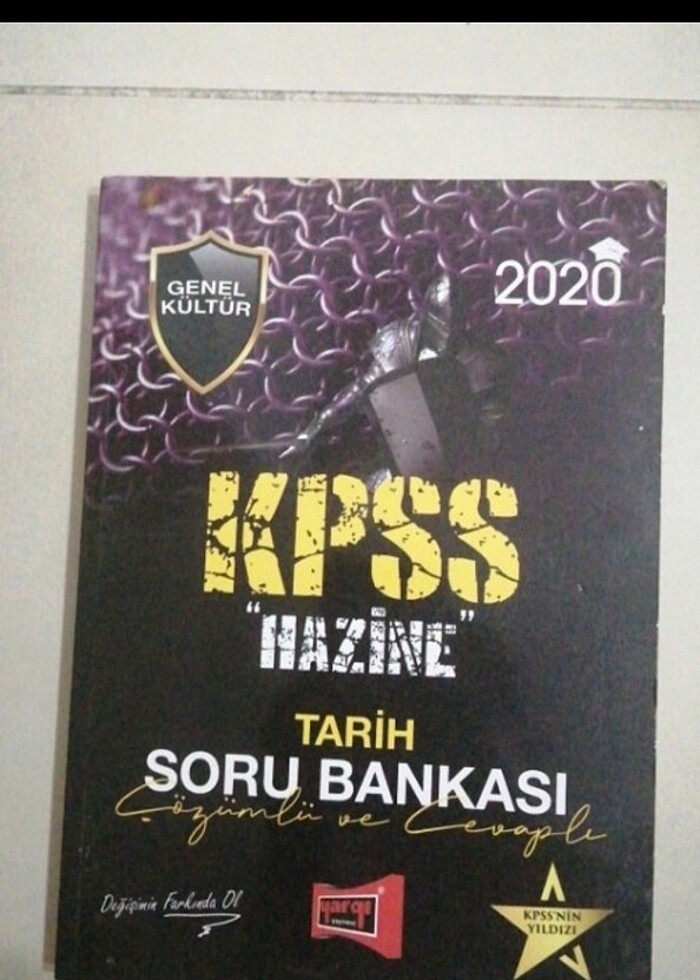 GENEL
KÜLTÜR
2020
KPSS
"HAZİNE"
TARİH
SORU BANKASI
Çözümlü ve Cevaplı
Değişimin Farkında Ol
yargı
YAYINEVİ
KPSS'NİN
YILDIZI